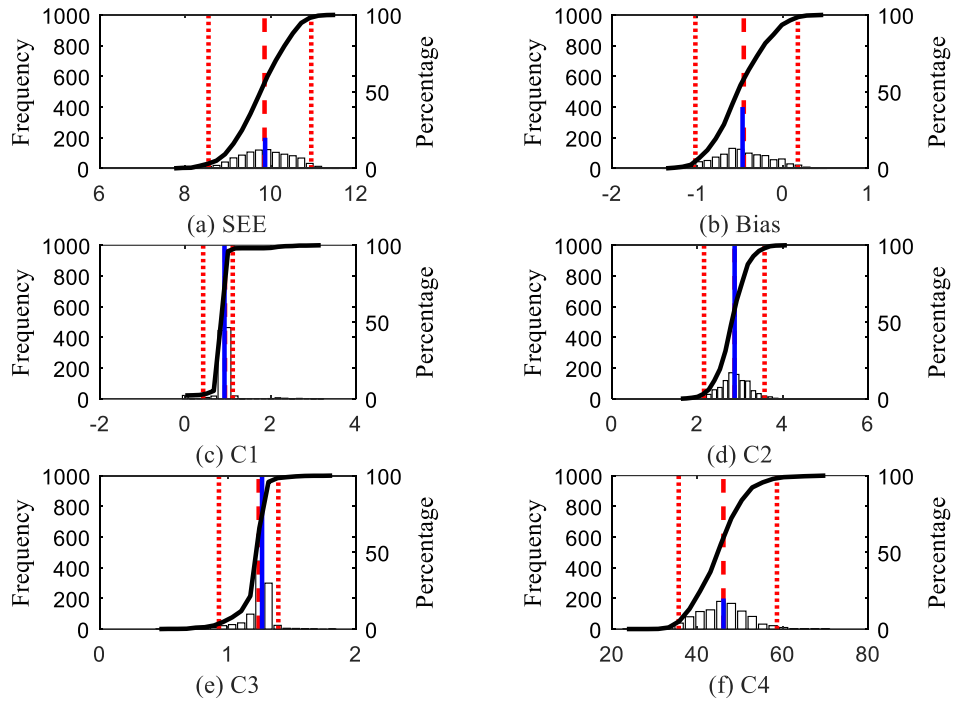 1000
800
600
400
200
0
Frequency
100
50
0
Percentage
6 8 10 12
(a) SEE
1000
800
600
400
200
0
Frequency
100
50
0
Percentage
-2 -1 0 1
(b) Bias
1000
800
600
400
200
0
Frequency
100
50
0
Percentage
-2 0 2 4
(c) C1
1000
800
600
400
200
0
Frequency
100
50
0
Percentage
0 2 4 6
(d) C2
1000
800
600
400
200
0
Frequency
100
50
0
Percentage
0 1 2
(e) C3
1000
800
600
400
200
0
Frequency
100
50
0
Percentage
20 40 60 80
(f) C4